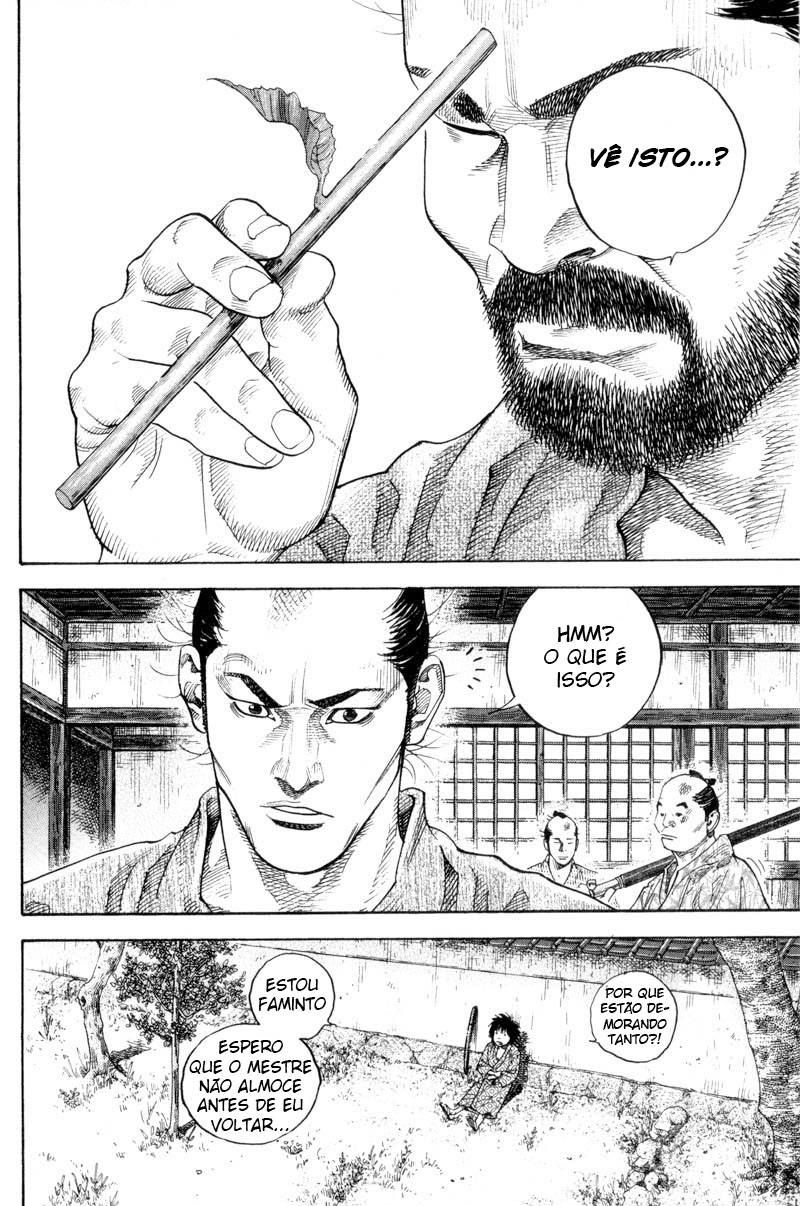 VÊ ISTO...?
HMM?
O QUE É
ISSO?
POR QUE
ESTÃO DE-
MORANDO
TANTO?!
ESTOU
FAMINTO
ESPERO
QUE O MESTRE
NÃO ALMOCE
ANTES DE EU
VOLTAR...